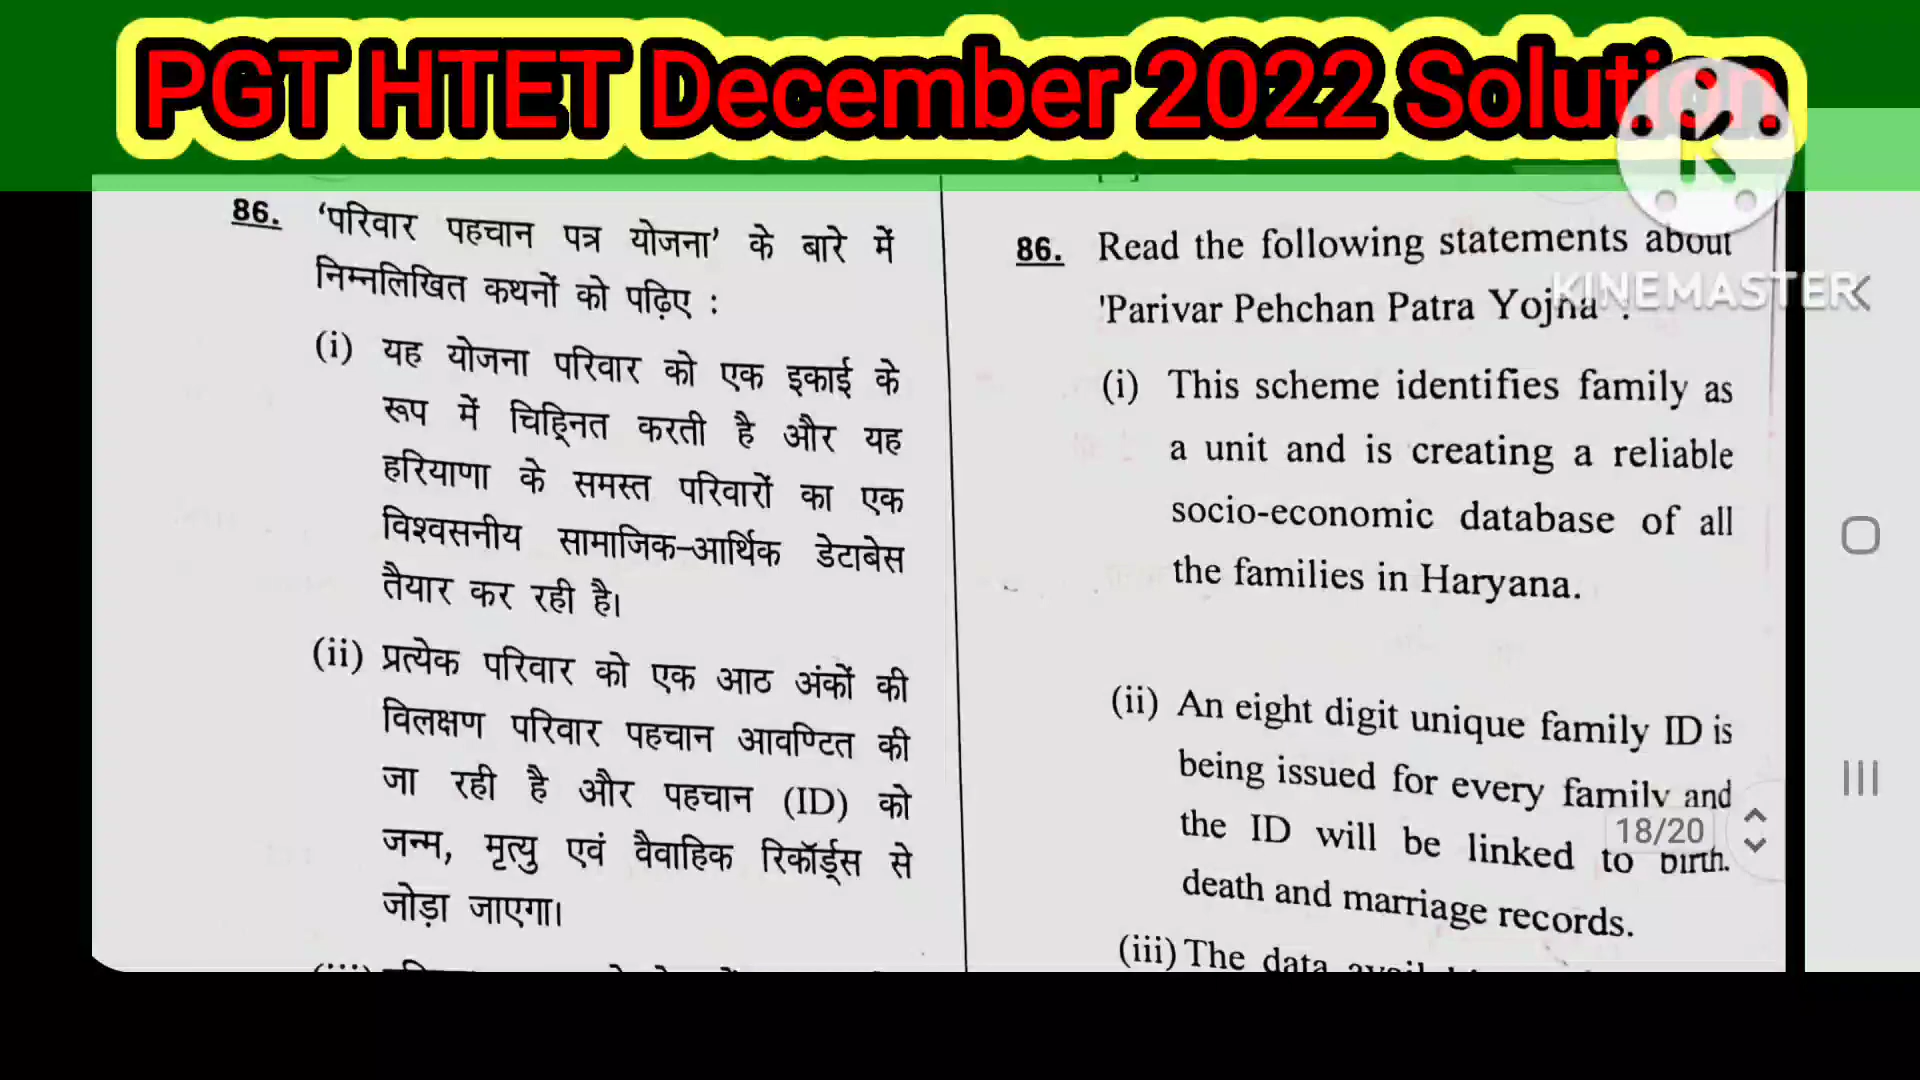 PGT HTET December 2022 Solution
86. ‘परिवार पहचान पत्र योजना’ के बारे में
निम्नलिखित कथनों को पढ़िए :
(i) यह योजना परिवार को एक इकाई के
रूप में चिह्नित करती है और यह
हरियाणा के समस्त परिवारों का एक
विश्वसनीय सामाजिक-आर्थिक डेटाबेस
तैयार कर रही है।
(ii) प्रत्येक परिवार को एक आठ अंकों की
विलक्षण परिवार पहचान आवण्टित की
जा रही है और पहचान (ID) को
जन्म, मृत्यु एवं वैवाहिक रिकॉर्ड्स से
जोड़ा जाएगा।
86. Read the following statements about
'Parivar Pehchan Patra Yojna' :
(i) This scheme identifies family as
a unit and is creating a reliable
socio-economic database of all
the families in Haryana.
(ii) An eight digit unique family ID is
being issued for every family and
the ID will be linked to birth,
death and marriage records.
(iii) The data
KINEMASTER
18/20